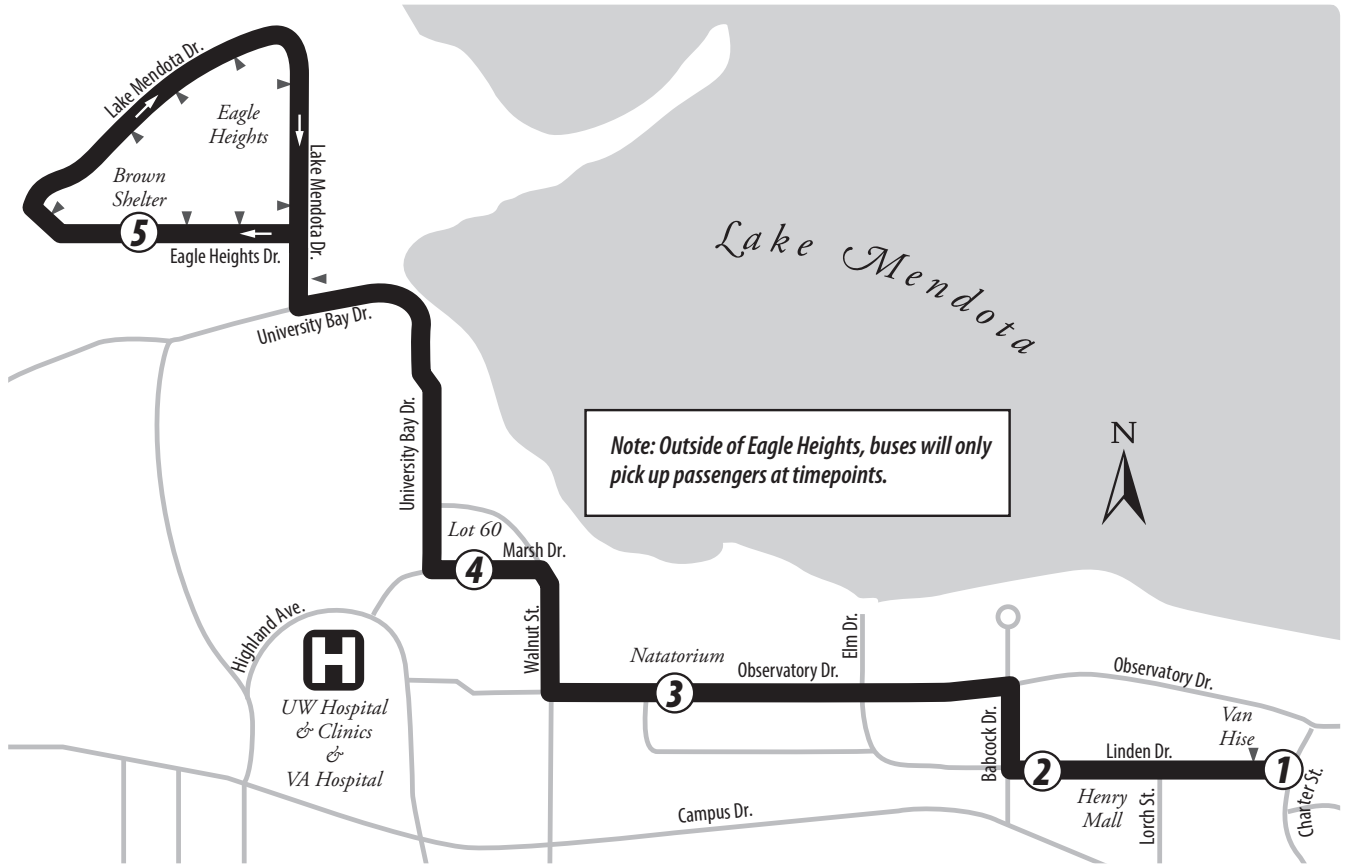 Lake Mendota Dr.
Eagle
Heights
Brown
Shelter
5
Lake Mendota Dr.
Eagle Heights Dr.
University Bay Dr.
Lake Mendota
Note: Outside of Eagle Heights, buses will only
pick up passengers at timepoints.
N
University Bay Dr.
Lot 60
4
Marsh Dr.
Walnut St.
Highland Ave.
H
UW Hospital
& Clinics
&
VA Hospital
Natatorium
3
Observatory Dr.
Elm Dr.
Observatory Dr.
Babcock Dr.
2
Linden Dr.
Van
Hise
1
Henry
Mall
Lorch St.
Charter St.
Campus Dr.